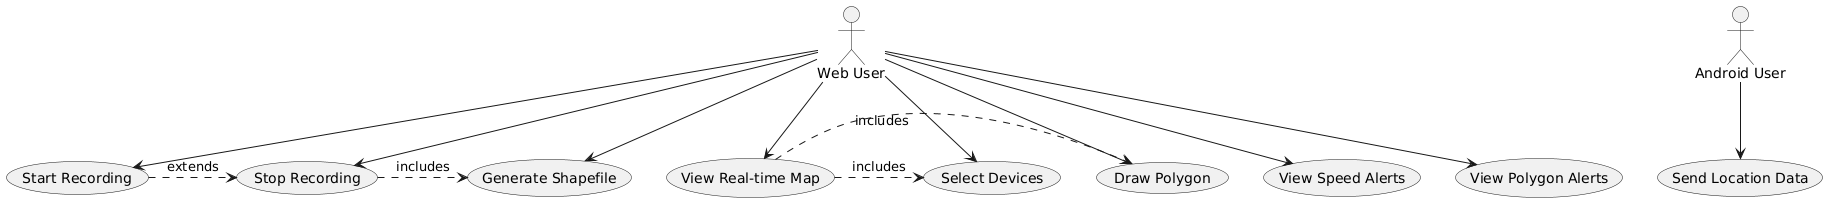 Web User
Android User
includes
extends
includes
includes
Start Recording
Stop Recording
Generate Shapefile
View Real-time Map
Select Devices
Draw Polygon
View Speed Alerts
View Polygon Alerts
Send Location Data